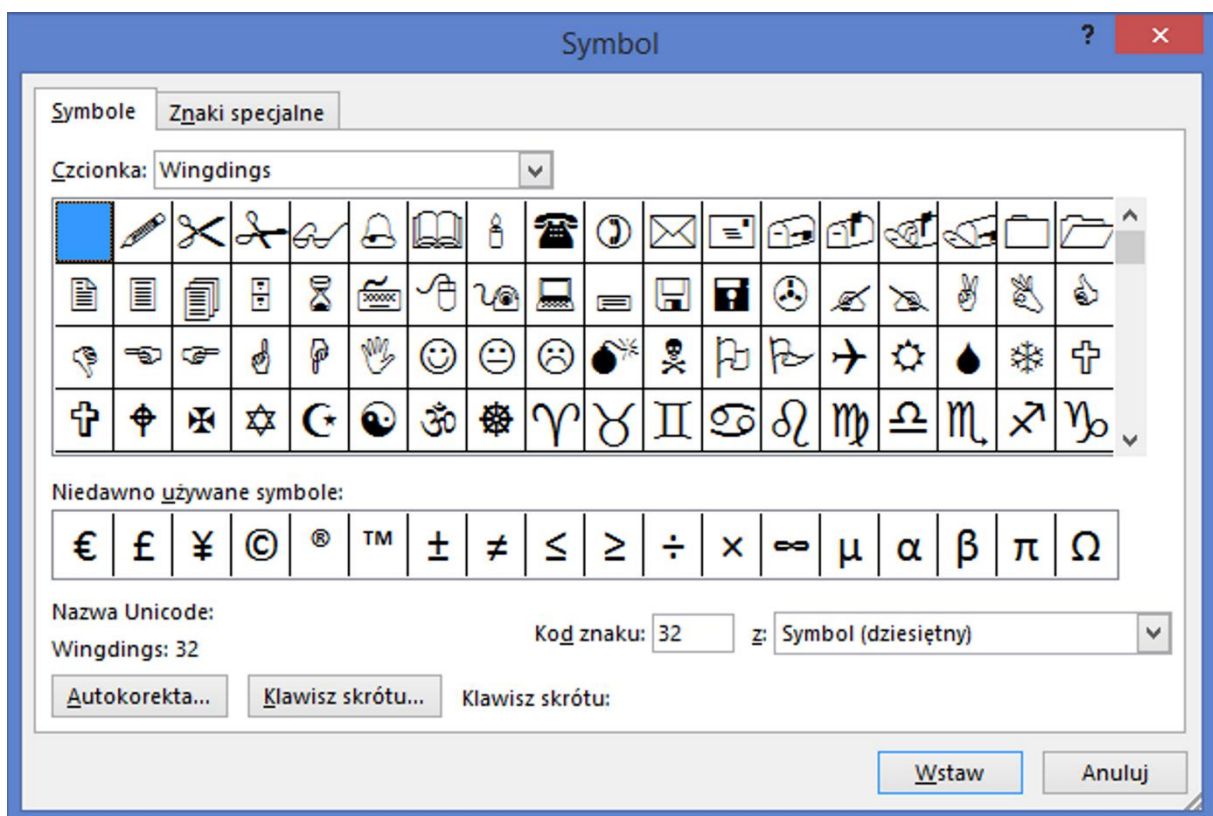 Symbol
?
Symbole Znaki specjalne
Czcionka: Wingdings
Niedawno używane symbole:
€ £ ¥ © ® ™ ± ≠ ≤ ≥ ÷ × ∞ µ α β π Ω
Nazwa Unicode:
Wingdings: 32
Kod znaku: 32 z: Symbol (dziesiętny)
Autokorekta... Klawisz skrótu... Klawisz skrótu:
Wstaw Anuluj